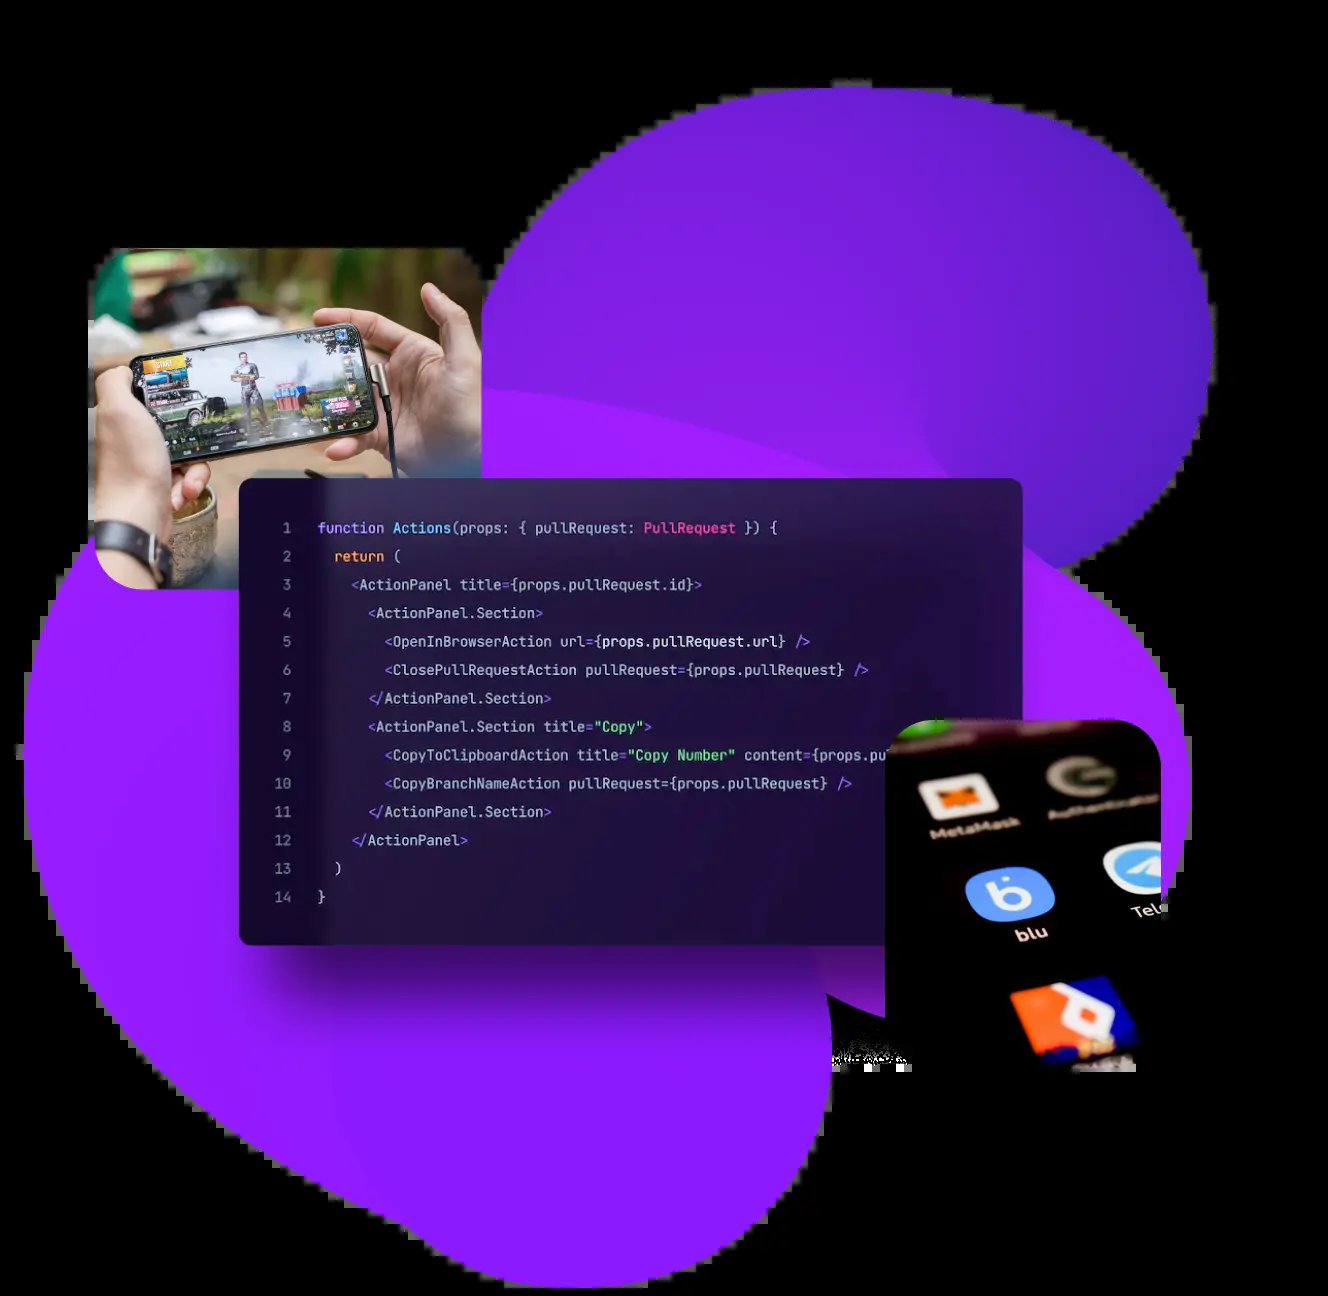 START
1 function Actions(props: { pullRequest: PullRequest }) {
2 return (
3 <ActionPanel title={props.pullRequest.id}>
4 <ActionPanel.Section>
5 <OpenInBrowserAction url={props.pullRequest.url} />
6 <ClosePullRequestAction pullRequest={props.pullRequest} />
7 </ActionPanel.Section>
8 <ActionPanel.Section title="Copy">
9 <CopyToClipboardAction title="Copy Number" content={props.pu
10 <CopyBranchNameAction pullRequest={props.pullRequest} />
11 </ActionPanel.Section>
12 </ActionPanel>
13 )
14 }
MetaMask
Authenticator
blu
Tele